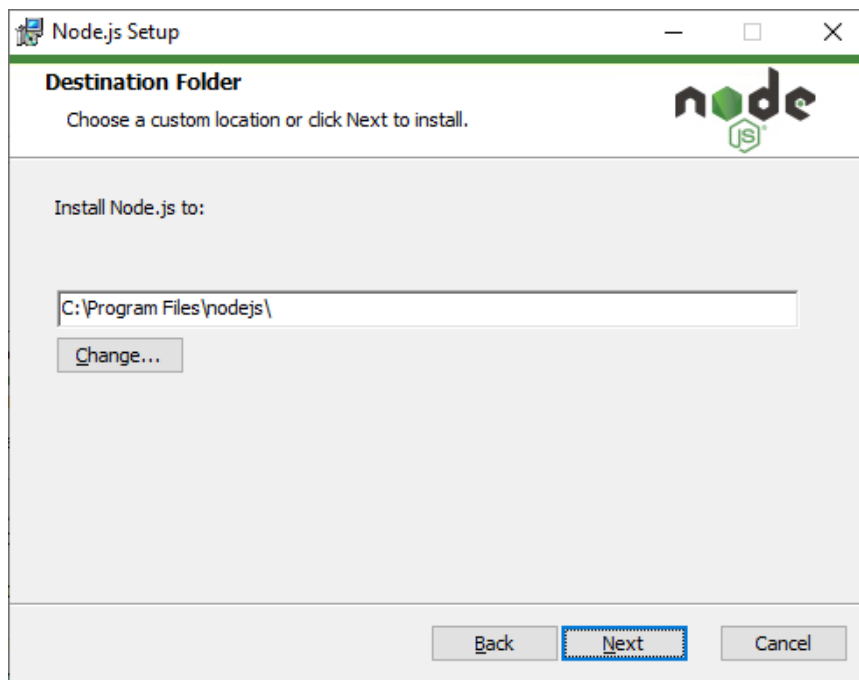 Node.js Setup
Destination Folder
Choose a custom location or click Next to install.
node
JS
Install Node.js to:
C:\Program Files\nodejs\
Change...
Back
Next
Cancel